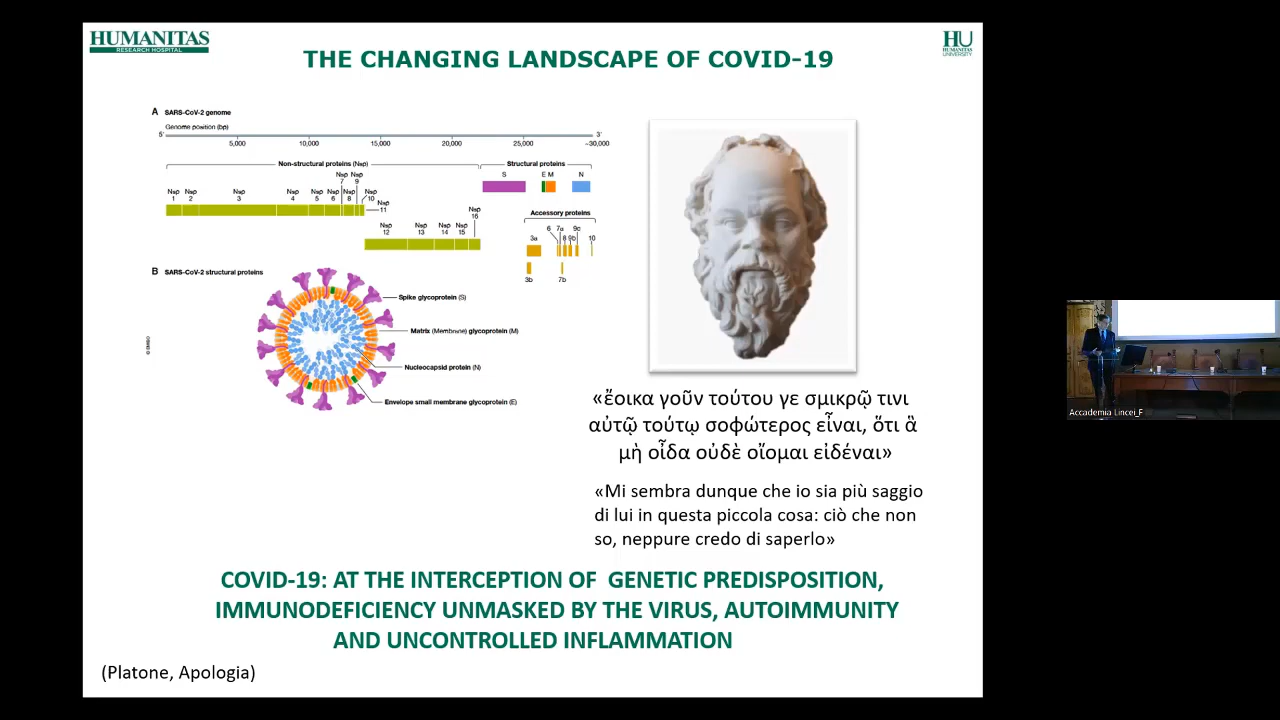 HUMANITAS
RESEARCH HOSPITAL
HU
HUMANITAS
UNIVERSITY
THE CHANGING LANDSCAPE OF COVID-19
A SARS-CoV-2 genome
Genome position (bp)
5' 3'
5,000 10,000 15,000 20,000 25,000 ~30,000
Non-structural proteins (Nsp) Structural proteins
Nsp 1
Nsp 2
Nsp 3
Nsp 4
Nsp 5
Nsp 6
Nsp 7
Nsp 8
Nsp 9
Nsp 10
Nsp 11
Nsp 12
Nsp 13
Nsp 14
Nsp 15
Nsp 16
S E M N
Accessory proteins
3a 6 7a 8 9b 9c 10
3b 7b
B SARS-CoV-2 structural proteins
Spike glycoprotein (S)
Matrix (Membrane) glycoprotein (M)
Nucleocapsid protein (N)
Envelope small membrane glycoprotein (E)
© EMBO
«ἔοικα γοῦν τούτου γε σμικρῷ τινι
αὐτῷ τούτῳ σοφώτερος εἶναι, ὅτι ἃ
μὴ οἶδα οὐδὲ οἴομαι εἰδέναι»
«Mi sembra dunque che io sia più saggio
di lui in questa piccola cosa: ciò che non
so, neppure credo di saperlo»
COVID-19: AT THE INTERCEPTION OF GENETIC PREDISPOSITION,
IMMUNODEFICIENCY UNMASKED BY THE VIRUS, AUTOIMMUNITY
AND UNCONTROLLED INFLAMMATION
(Platone, Apologia)
Accademia Lincei_F